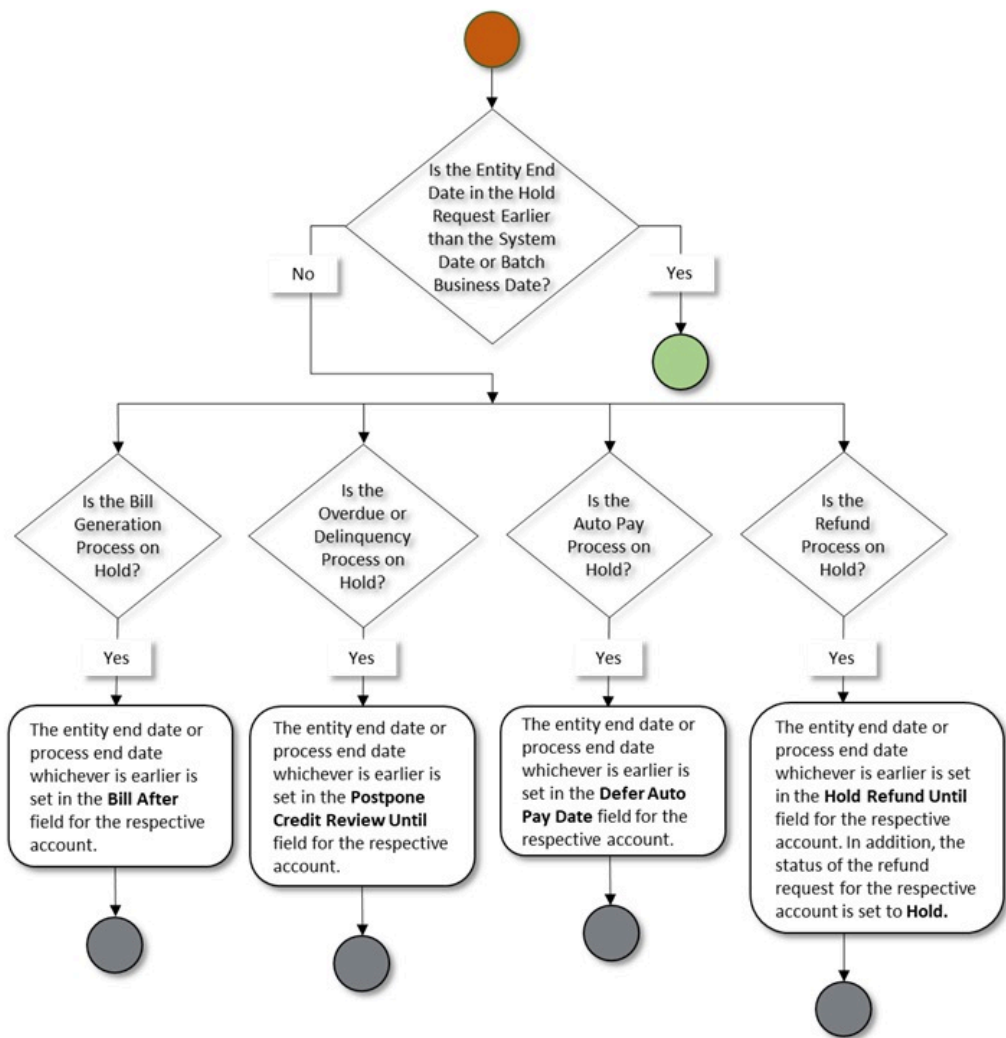 Is the Entity End
Date in the Hold
Request Earlier
than the System
Date or Batch
Business Date?
No
Yes
Is the Bill
Generation
Process on
Hold?
Is the
Overdue or
Delinquency
Process on
Hold?
Is the
Auto Pay
Process on
Hold?
Is the
Refund
Process on
Hold?
Yes
Yes
Yes
Yes
The entity end date or
process end date
whichever is earlier is
set in the Bill After
field for the respective
account.
The entity end date or
process end date
whichever is earlier is
set in the Postpone
Credit Review Until
field for the respective
account.
The entity end date or
process end date
whichever is earlier is
set in the Defer Auto
Pay Date field for the
respective account.
The entity end date or
process end date
whichever is earlier is set
in the Hold Refund Until
field for the respective
account. In addition, the
status of the refund
request for the respective
account is set to Hold.